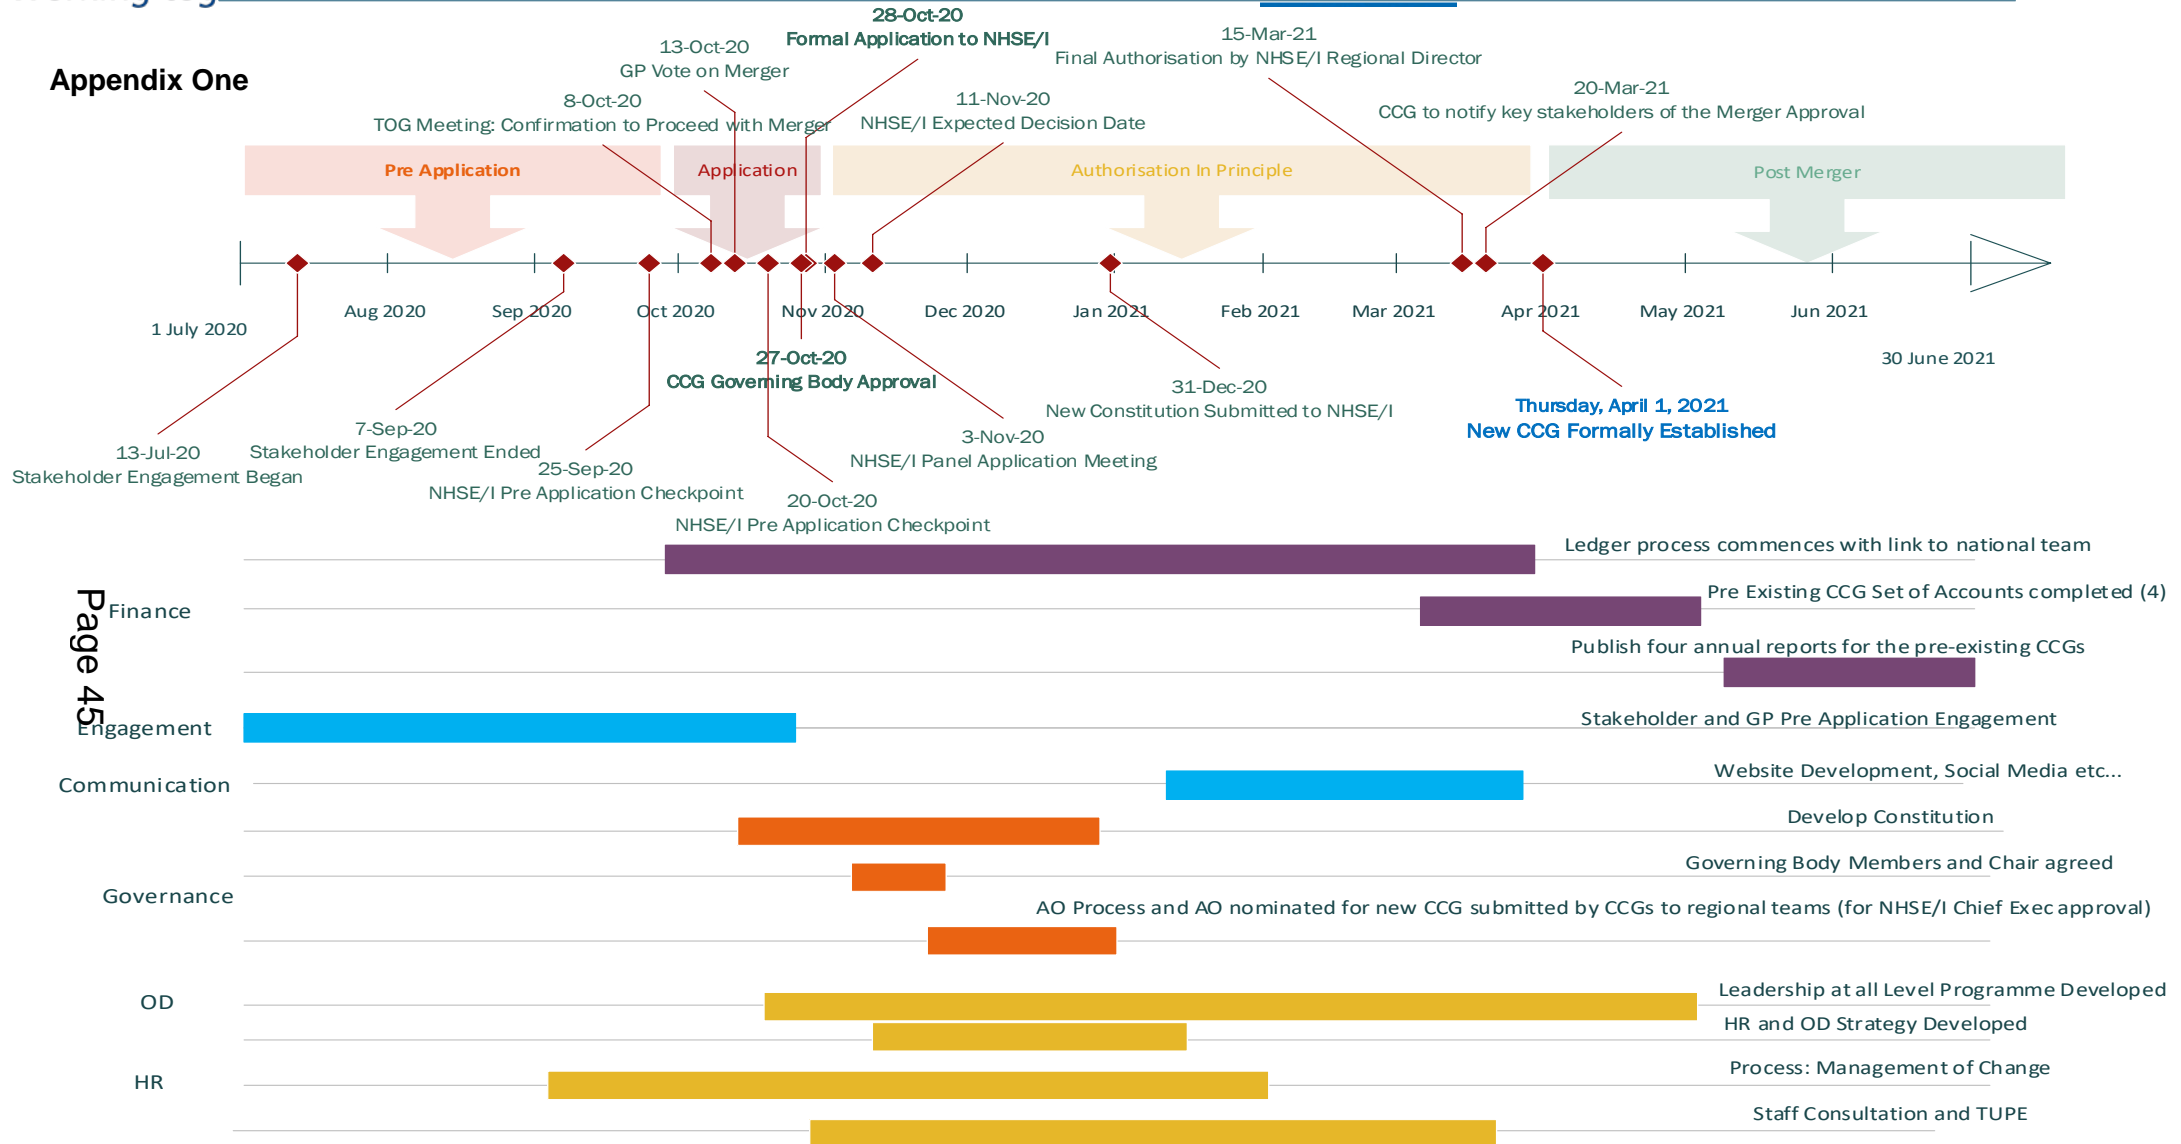 Appendix One
28-Oct-20
Formal Application to NHSE/I
13-Oct-20
GP Vote on Merger
15-Mar-21
Final Authorisation by NHSE/I Regional Director
8-Oct-20
TOG Meeting: Confirmation to Proceed with Merger
11-Nov-20
NHSE/I Expected Decision Date
20-Mar-21
CCG to notify key stakeholders of the Merger Approval
Pre Application
Application
Authorisation In Principle
Post Merger
1 July 2020
Aug 2020
Sep 2020
Oct 2020
Nov 2020
Dec 2020
Jan 2021
Feb 2021
Mar 2021
Apr 2021
May 2021
Jun 2021
30 June 2021
27-Oct-20
CCG Governing Body Approval
31-Dec-20
New Constitution Submitted to NHSE/I
Thursday, April 1, 2021
New CCG Formally Established
13-Jul-20
Stakeholder Engagement Began
7-Sep-20
Stakeholder Engagement Ended
25-Sep-20
NHSE/I Pre Application Checkpoint
3-Nov-20
NHSE/I Panel Application Meeting
20-Oct-20
NHSE/I Pre Application Checkpoint
Page 45
Ledger process commences with link to national team
Finance
Pre Existing CCG Set of Accounts completed (4)
Publish four annual reports for the pre-existing CCGs
Engagement
Stakeholder and GP Pre Application Engagement
Communication
Website Development, Social Media etc...
Develop Constitution
Governance
Governing Body Members and Chair agreed
AO Process and AO nominated for new CCG submitted by CCGs to regional teams (for NHSE/I Chief Exec approval)
OD
Leadership at all Level Programme Developed
HR and OD Strategy Developed
HR
Process: Management of Change
Staff Consultation and TUPE